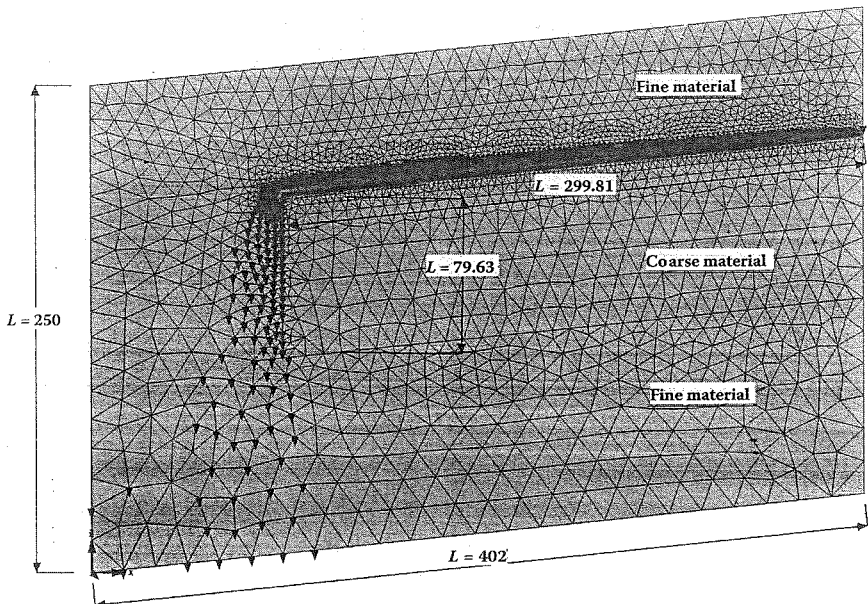 Fine material
L = 299.81
L = 79.63
Coarse material
L = 250
Fine material
L = 402
x